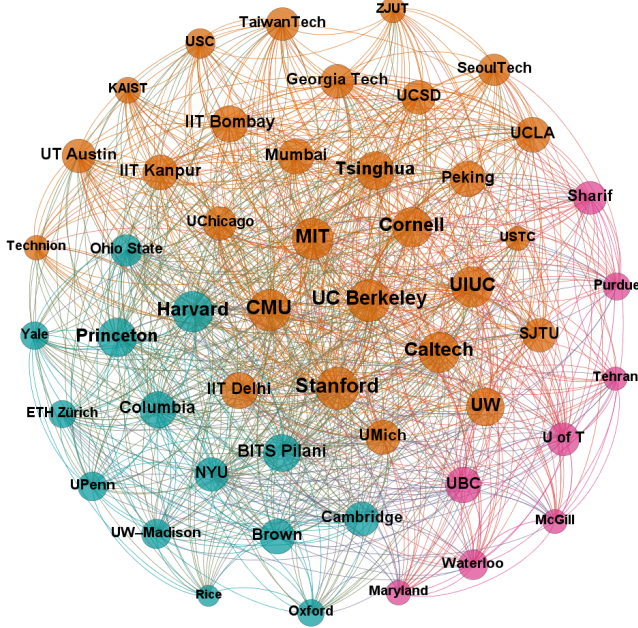 ZJUT
TaiwanTech
USC
SeoulTech
Georgia Tech
KAIST
UCSD
IIT Bombay
UCLA
UT Austin
Mumbai
IIT Kanpur
Tsinghua
Peking
Sharif
UChicago
Cornell
MIT
USTC
Technion
Ohio State
Purdue
UIUC
UC Berkeley
Harvard
CMU
Yale
Princeton
SJTU
Caltech
Tehran
IIT Delhi
Stanford
UW
Columbia
ETH Zürich
UMich
U of T
BITS Pilani
NYU
UBC
UPenn
Cambridge
McGill
UW–Madison
Brown
Waterloo
Maryland
Rice
Oxford